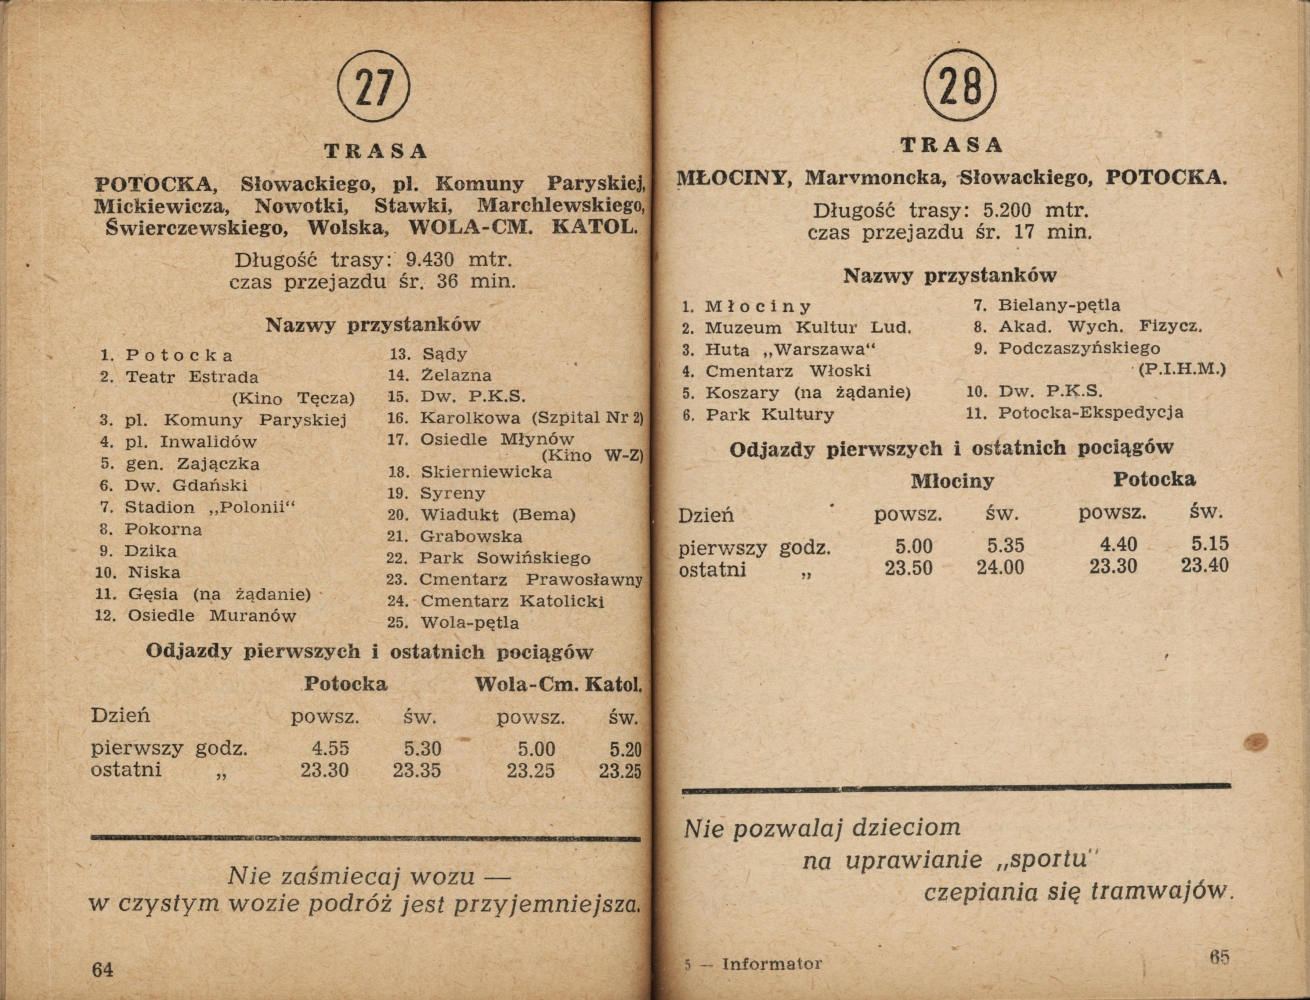 27
TRASA
POTOCKA, Słowackiego, pl. Komuny Paryskiej,
Mickiewicza, Nowotki, Stawki, Marchlewskiego,
Świerczewskiego, Wolska, WOLA-CM. KATOL.
Długość trasy: 9.430 mtr.
czas przejazdu śr. 36 min.
Nazwy przystanków
1. Potocka
2. Teatr Estrada
(Kino Tęcza)
3. pl. Komuny Paryskiej
4. pl. Inwalidów
5. gen. Zajączka
6. Dw. Gdański
7. Stadion „Polonii“
8. Pokorna
9. Dzika
10. Niska
11. Gęsia (na żądanie)
12. Osiedle Muranów
13. Sądy
14. Żelazna
15. Dw. P.K.S.
16. Karolkowa (Szpital Nr 2)
17. Osiedle Młynów
(Kino W-Z)
18. Skierniewicka
19. Syreny
20. Wiadukt (Bema)
21. Grabowska
22. Park Sowińskiego
23. Cmentarz Prawosławny
24. Cmentarz Katolicki
25. Wola-pętla
Odjazdy pierwszych i ostatnich pociągów
Potocka Wola-Cm. Katol.
Dzień powsz. św. powsz. św.
pierwszy godz. 4.55 5.30 5.00 5.20
ostatni „ 23.30 23.35 23.25 23.25
Nie zaśmiecaj wozu —
w czystym wozie podróż jest przyjemniejsza.
64
28
TRASA
MŁOCINY, Marvmoncka, Słowackiego, POTOCKA.
Długość trasy: 5.200 mtr.
czas przejazdu śr. 17 min.
Nazwy przystanków
1. Młociny
2. Muzeum Kultur Lud.
3. Huta „Warszawa“
4. Cmentarz Włoski
5. Koszary (na żądanie)
6. Park Kultury
7. Bielany-pętla
8. Akad. Wych. Fizycz.
9. Podczaszyńskiego
(P.I.H.M.)
10. Dw. P.K.S.
11. Potocka-Ekspedycja
Odjazdy pierwszych i ostatnich pociągów
Młociny Potocka
Dzień powsz. św. powsz. św.
pierwszy godz. 5.00 5.35 4.40 5.15
ostatni „ 23.50 24.00 23.30 23.40
Nie pozwalaj dzieciom
na uprawianie „sportu“
czepiania się tramwajów.
5 — Informator
65